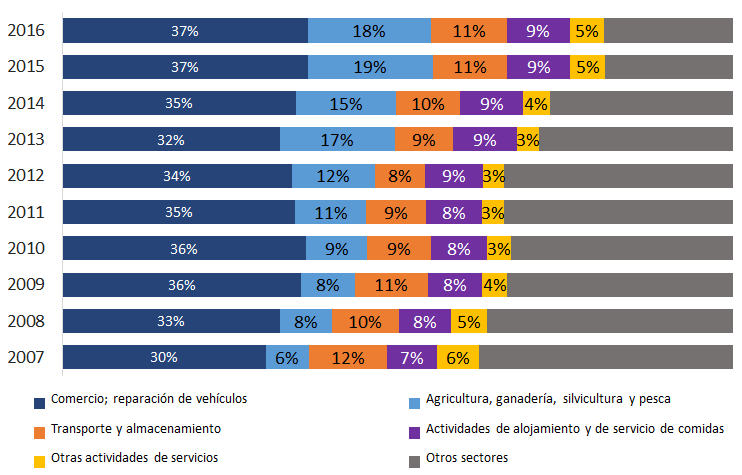 2016 37% 18% 11% 9% 5%
2015 37% 19% 11% 9% 5%
2014 35% 15% 10% 9% 4%
2013 32% 17% 9% 9% 3%
2012 34% 12% 8% 9% 3%
2011 35% 11% 9% 8% 3%
2010 36% 9% 9% 8% 3%
2009 36% 8% 11% 8% 4%
2008 33% 8% 10% 8% 5%
2007 30% 6% 12% 7% 6%
Comercio; reparación de vehículos
Agricultura, ganadería, silvicultura y pesca
Transporte y almacenamiento
Actividades de alojamiento y de servicio de comidas
Otras actividades de servicios
Otros sectores